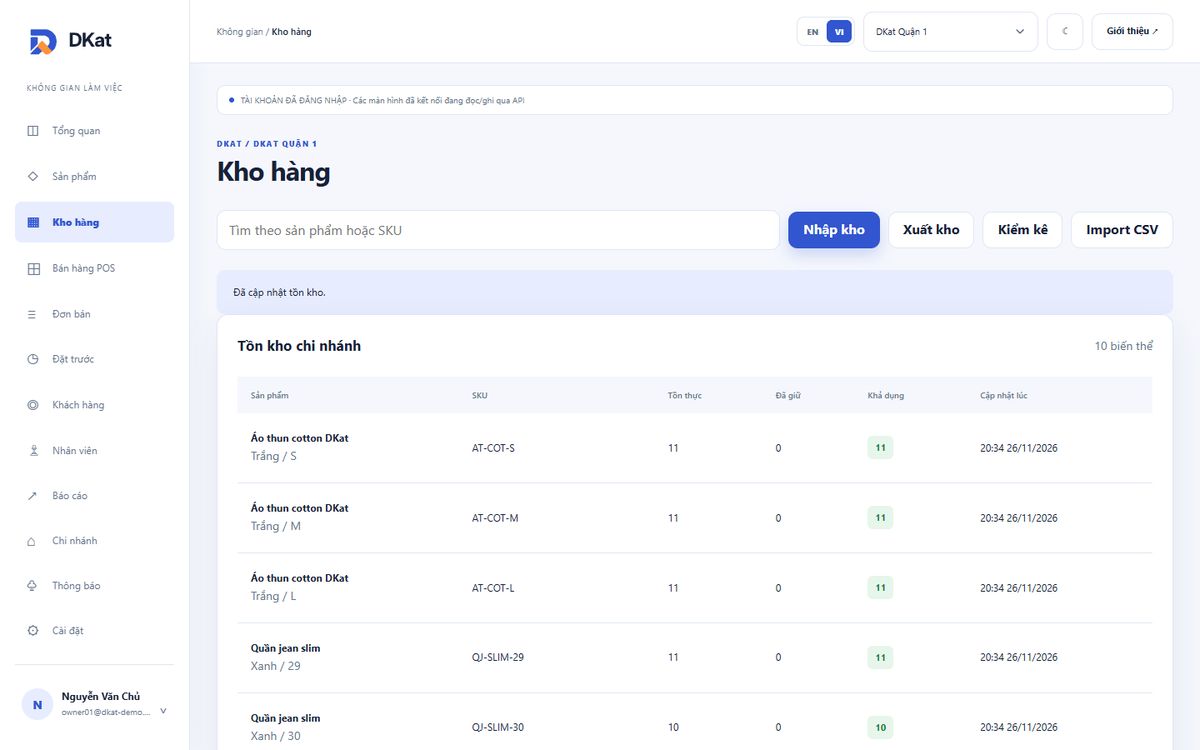 DKat
KHÔNG GIAN LÀM VIỆC
Tổng quan
Sản phẩm
Kho hàng
Bán hàng POS
Đơn bán
Đặt trước
Khách hàng
Nhân viên
Báo cáo
Chi nhánh
Thông báo
Cài đặt
N
Nguyễn Văn Chủ
owner01@dkat-demo....
Không gian / Kho hàng
EN VI
DKat Quận 1
Giới thiệu ↗
TÀI KHOẢN ĐÃ ĐĂNG NHẬP · Các màn hình đã kết nối đang đọc/ghi qua API
DKAT / DKAT QUẬN 1
Kho hàng
Tìm theo sản phẩm hoặc SKU
Nhập kho
Xuất kho
Kiểm kê
Import CSV
Đã cập nhật tồn kho.
Tồn kho chi nhánh
10 biến thể
Sản phẩm SKU Tồn thực Đã giữ Khả dụng Cập nhật lúc
Áo thun cotton DKat
Trắng / S
AT-COT-S 11 0 11 20:34 26/11/2026
Áo thun cotton DKat
Trắng / M
AT-COT-M 11 0 11 20:34 26/11/2026
Áo thun cotton DKat
Trắng / L
AT-COT-L 11 0 11 20:34 26/11/2026
Quần jean slim
Xanh / 29
QJ-SLIM-29 11 0 11 20:34 26/11/2026
Quần jean slim
Xanh / 30
QJ-SLIM-30 10 0 10 20:34 26/11/2026